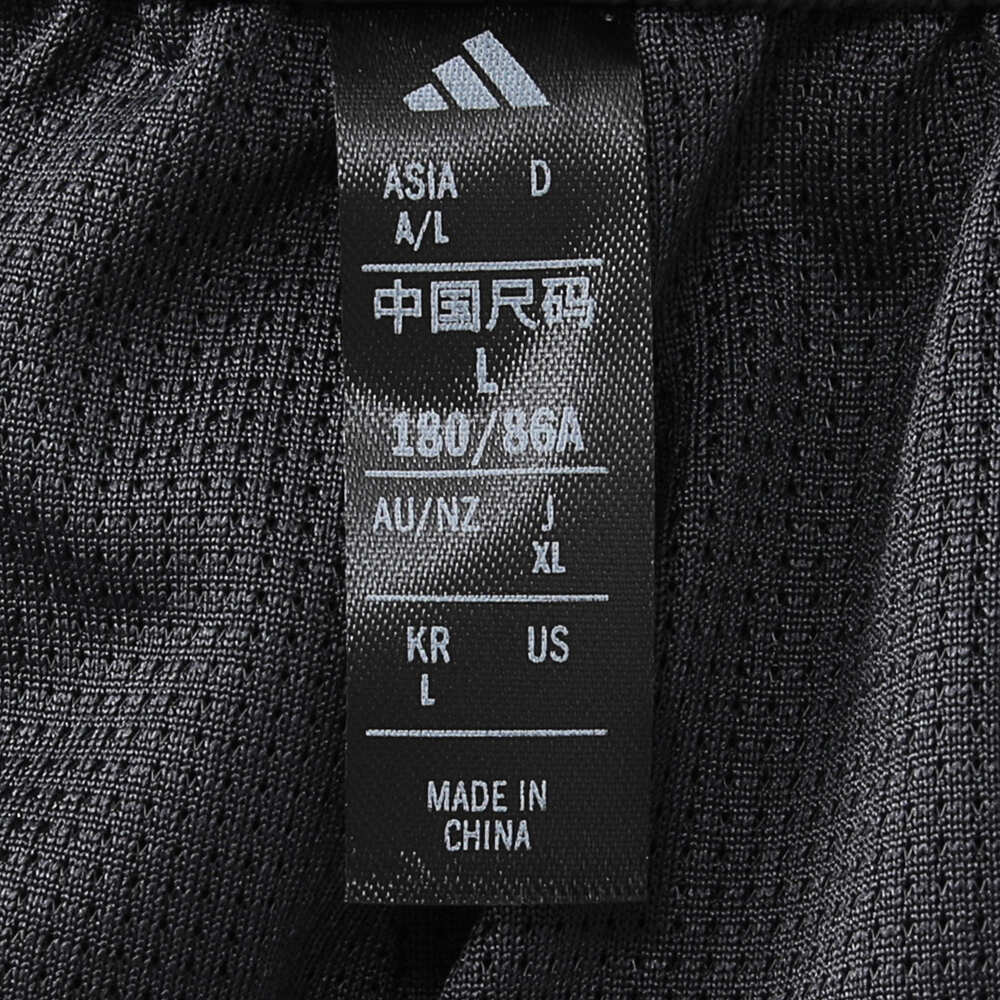 ASIA D
A/L
中国尺码
L
180/86A
AU/NZ J
XL
KR US
L
MADE IN
CHINA